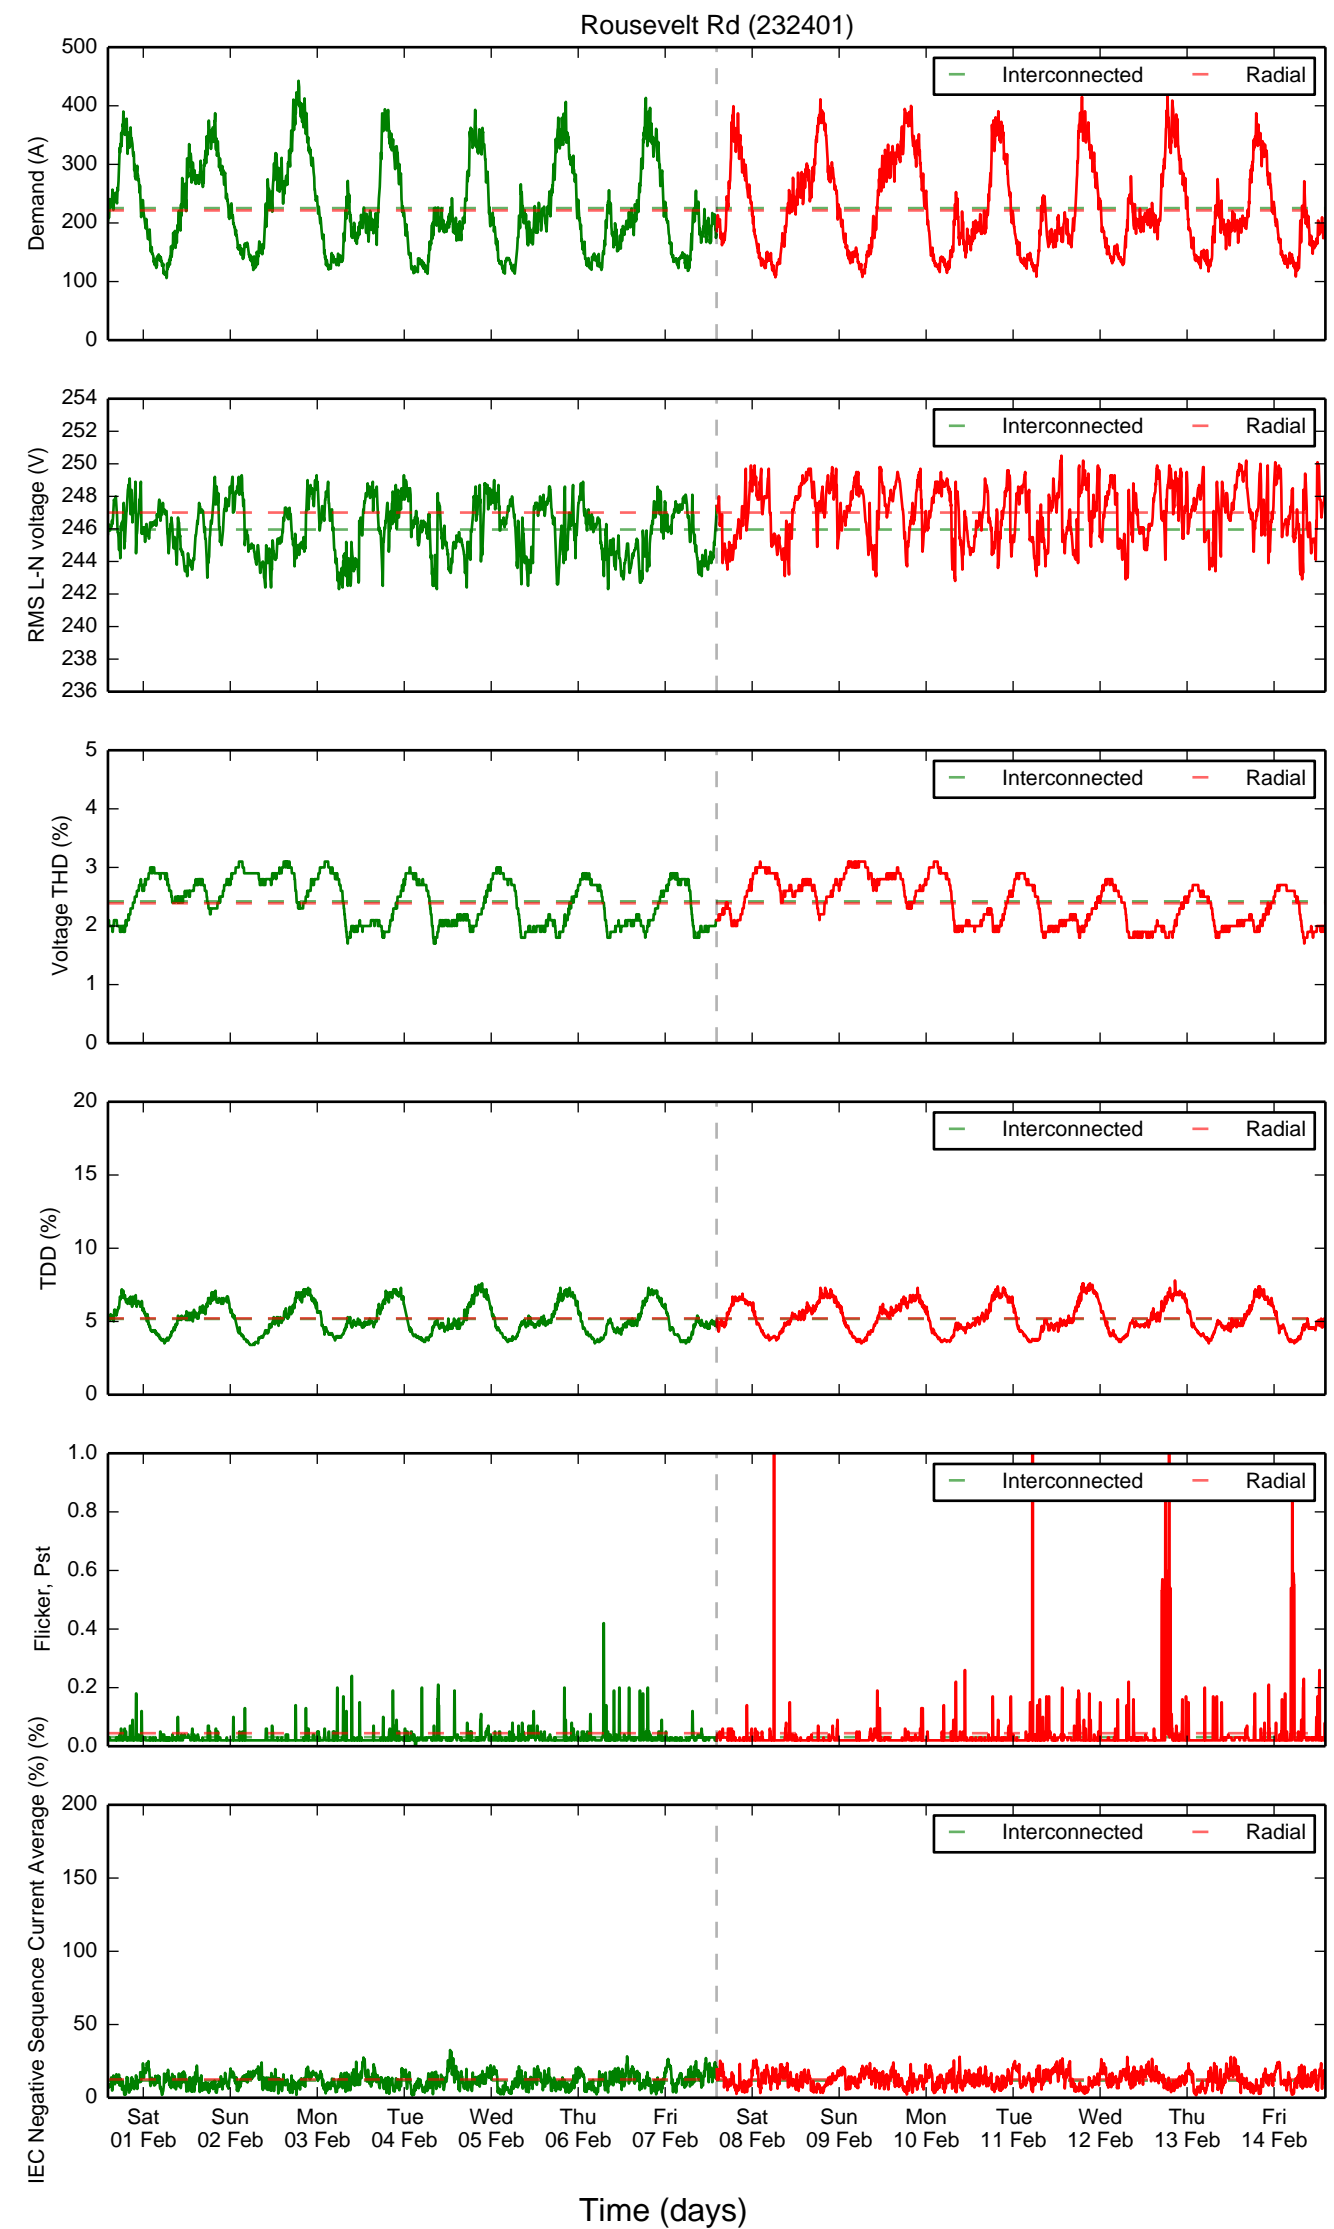 Rousevelt Rd (232401)
500
400
300
200
100
0
Demand (A)
Interconnected Radial
254
252
250
248
246
244
242
240
238
236
RMS L-N voltage (V)
Interconnected Radial
5
4
3
2
1
0
Voltage THD (%)
Interconnected Radial
20
15
10
5
0
TDD (%)
Interconnected Radial
1.0
0.8
0.6
0.4
0.2
0.0
Flicker, Pst
Interconnected Radial
200
150
100
50
0
IEC Negative Sequence Current Average (%) (%)
Interconnected Radial
Sat Sun Mon Tue Wed Thu Fri Sat Sun Mon Tue Wed Thu Fri
01 Feb 02 Feb 03 Feb 04 Feb 05 Feb 06 Feb 07 Feb 08 Feb 09 Feb 10 Feb 11 Feb 12 Feb 13 Feb 14 Feb
Time (days)